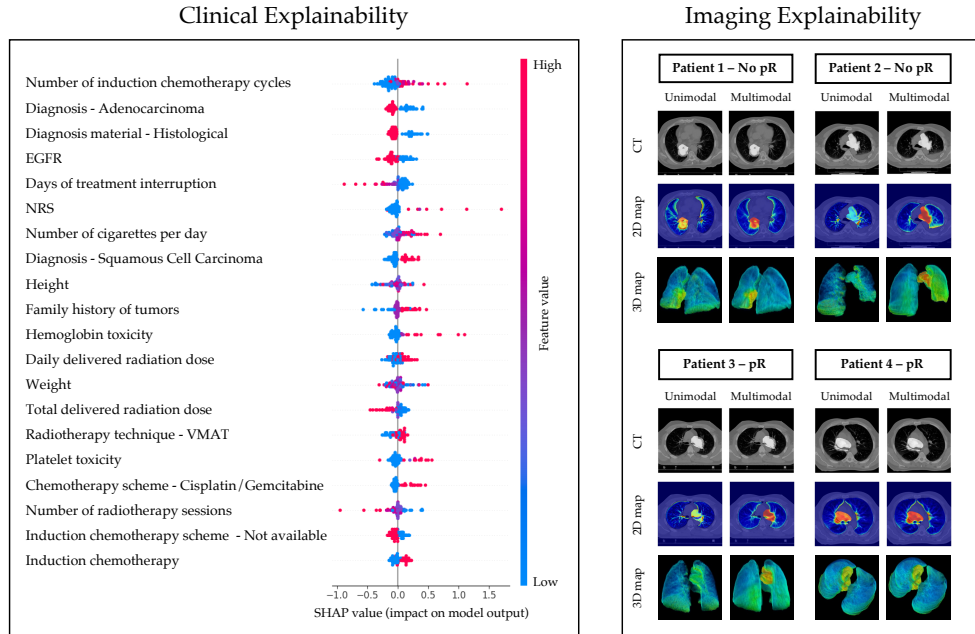 Clinical Explainability
Number of induction chemotherapy cycles
Diagnosis - Adenocarcinoma
Diagnosis material - Histological
EGFR
Days of treatment interruption
NRS
Number of cigarettes per day
Diagnosis - Squamous Cell Carcinoma
Height
Family history of tumors
Hemoglobin toxicity
Daily delivered radiation dose
Weight
Total delivered radiation dose
Radiotherapy technique - VMAT
Platelet toxicity
Chemotherapy scheme - Cisplatin/Gemcitabine
Number of radiotherapy sessions
Induction chemotherapy scheme - Not available
Induction chemotherapy
−1.0 −0.5 0.0 0.5 1.0 1.5
SHAP value (impact on model output)
High
Feature value
Low
Imaging Explainability
Patient 1 – No pR
Patient 2 – No pR
Unimodal Multimodal Unimodal Multimodal
CT
2D map
3D map
Patient 3 – pR
Patient 4 – pR
Unimodal Multimodal Unimodal Multimodal
CT
2D map
3D map